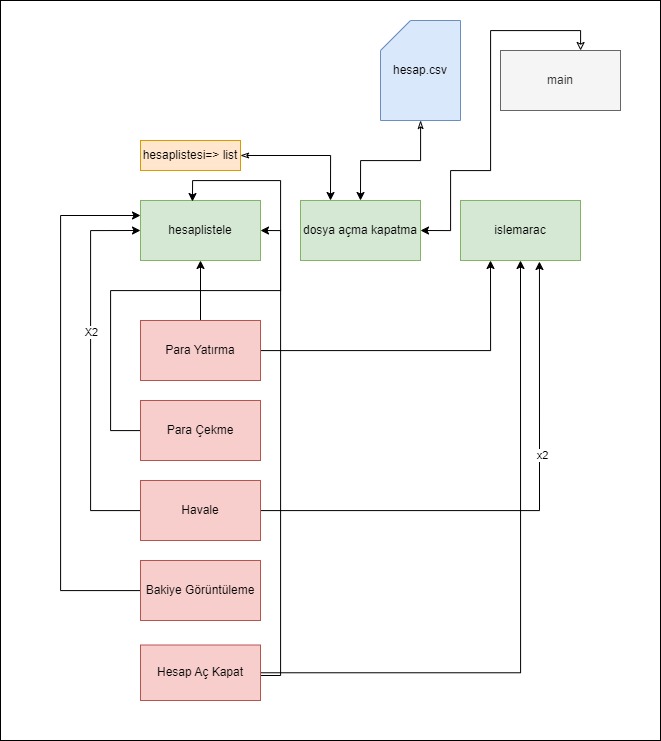 hesap.csv
main
hesaplistesi=> list
hesaplistele
dosya açma kapatma
islemarac
X2
Para Yatırma
Para Çekme
x2
Havale
Bakiye Görüntüleme
Hesap Aç Kapat